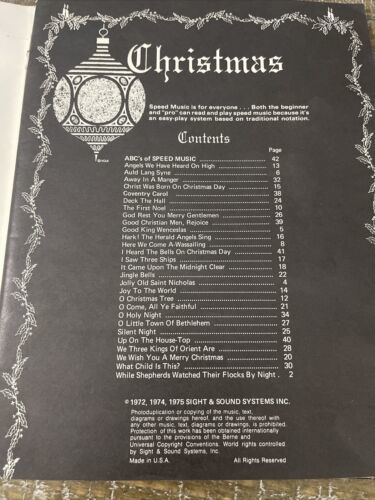 Christmas
Speed Music is for everyone . . . Both the beginner
and "pro" can read and play speed music because it's
an easy-play system based on traditional notation.
Contents
Page
ABC's of SPEED MUSIC 42
Angels We Have Heard On High 13
Auld Lang Syne 6
Away In A Manger 32
Christ Was Born On Christmas Day 15
Coventry Carol 38
Deck The Hall 24
The First Noel 10
God Rest You Merry Gentlemen 26
Good Christian Men, Rejoice 39
Good King Wenceslas 5
Hark! The Herald Angels Sing 16
Here We Come A-Wassailing 8
I Heard The Bells On Christmas Day 41
I Saw Three Ships 17
It Came Upon The Midnight Clear 18
Jingle Bells 22
Jolly Old Saint Nicholas 4
Joy To The World 14
O Christmas Tree 12
O Come, All Ye Faithful 21
O Holy Night 34
O Little Town Of Bethlehem 27
Silent Night 25
Up On The House-Top 40
We Three Kings Of Orient Are 28
We Wish You A Merry Christmas 20
What Child Is This? 30
While Shepherds Watched Their Flocks By Night . 2
© 1972, 1974, 1975 SIGHT & SOUND SYSTEMS INC.
Photoduplication or copying of the music, text,
diagrams or drawings hereof, and the use thereof with
any other music, text, diagrams or drawings, is prohibited.
Protection of this work has been obtained internationally
pursuant to the provisions of the Berne and
Universal Copyright Conventions. World rights controlled
by Sight & Sound Systems, Inc.
Made in U.S.A. All Rights Reserved